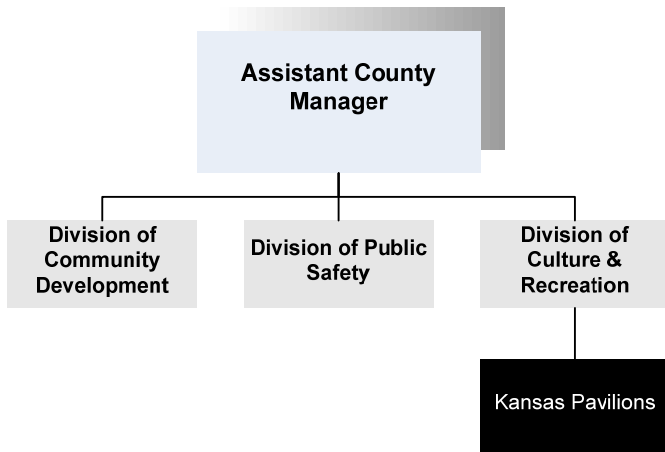 Assistant County
Manager
Division of
Community
Development
Division of Public
Safety
Division of
Culture &
Recreation
Kansas Pavilions